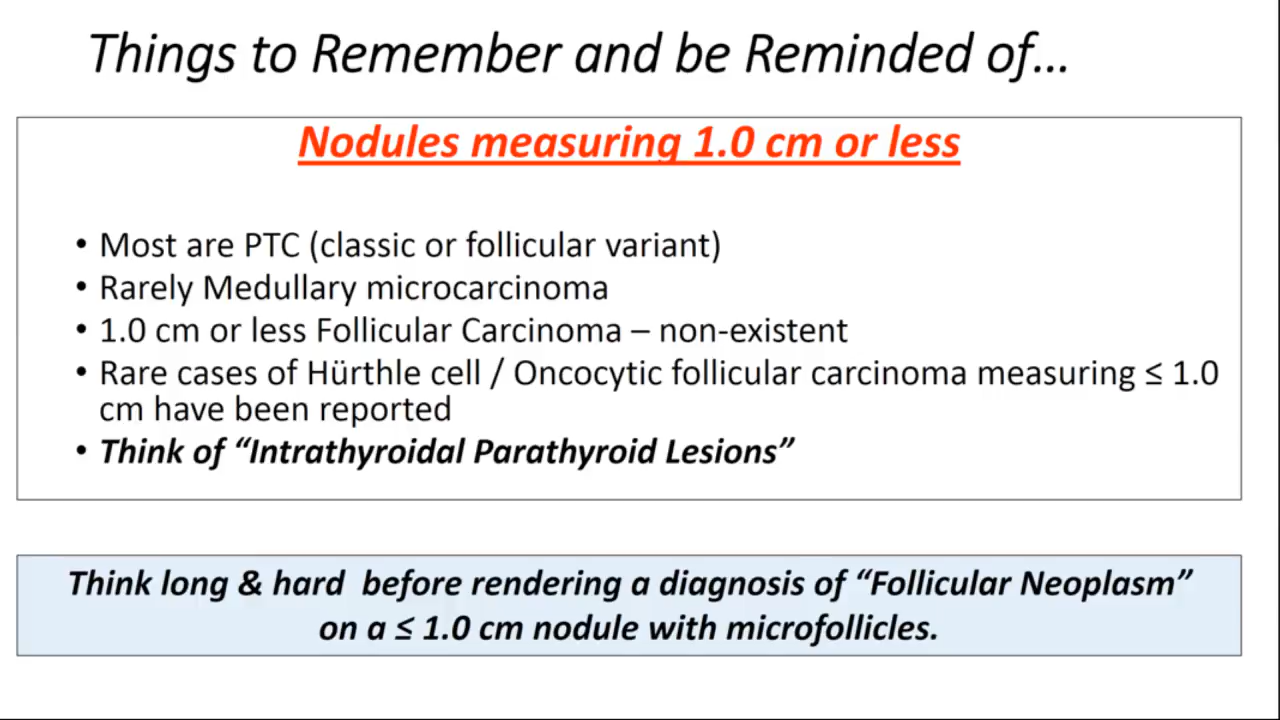 Things to Remember and be Reminded of...
Nodules measuring 1.0 cm or less
• Most are PTC (classic or follicular variant)
• Rarely Medullary microcarcinoma
• 1.0 cm or less Follicular Carcinoma – non-existent
• Rare cases of Hürthle cell / Oncocytic follicular carcinoma measuring ≤ 1.0
cm have been reported
• Think of “Intrathyroidal Parathyroid Lesions”
Think long & hard before rendering a diagnosis of “Follicular Neoplasm”
on a ≤ 1.0 cm nodule with microfollicles.